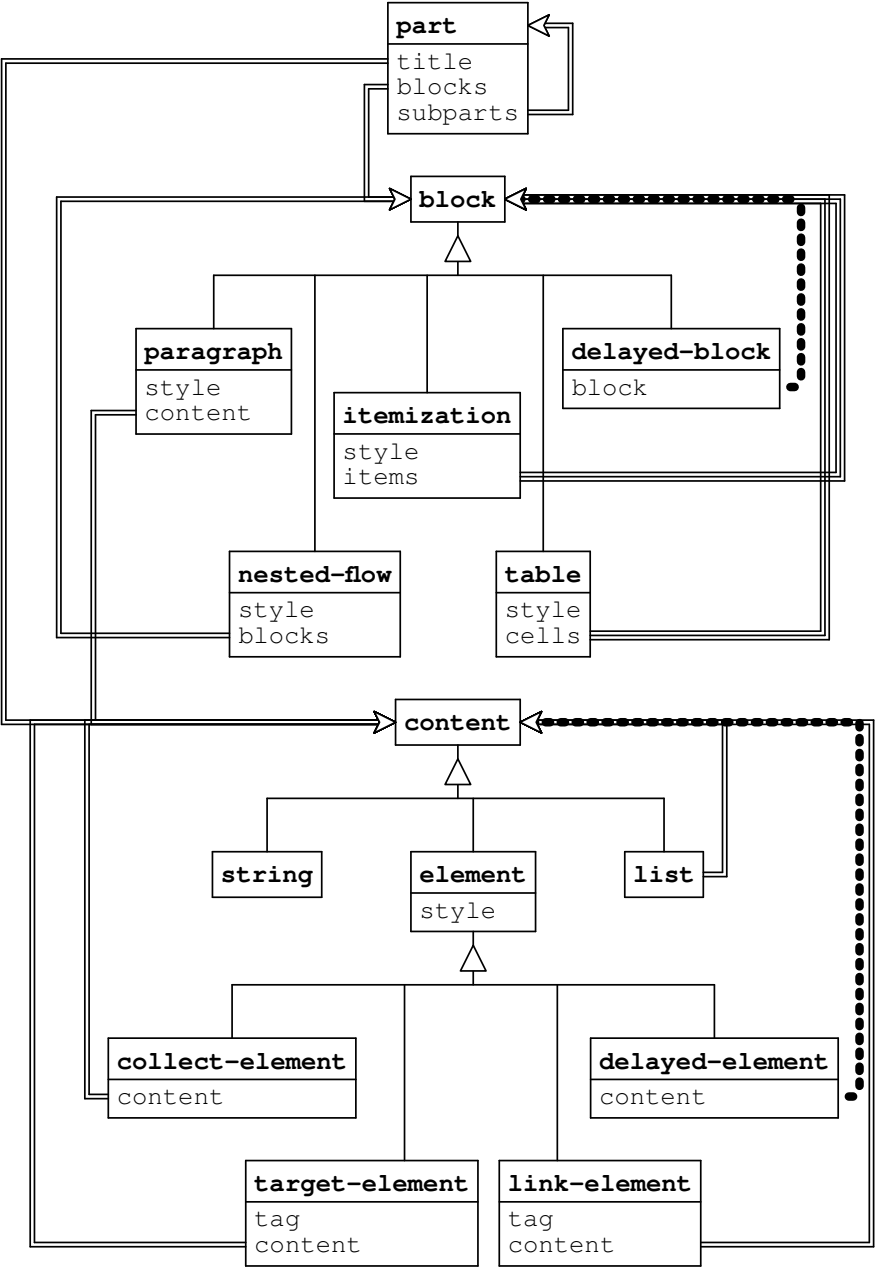 part
title
blocks
subparts
block
paragraph
style
content
delayed-block
block
itemization
style
items
nested-flow
style
blocks
table
style
cells
content
string
element
style
list
collect-element
content
delayed-element
content
target-element
tag
content
link-element
tag
content